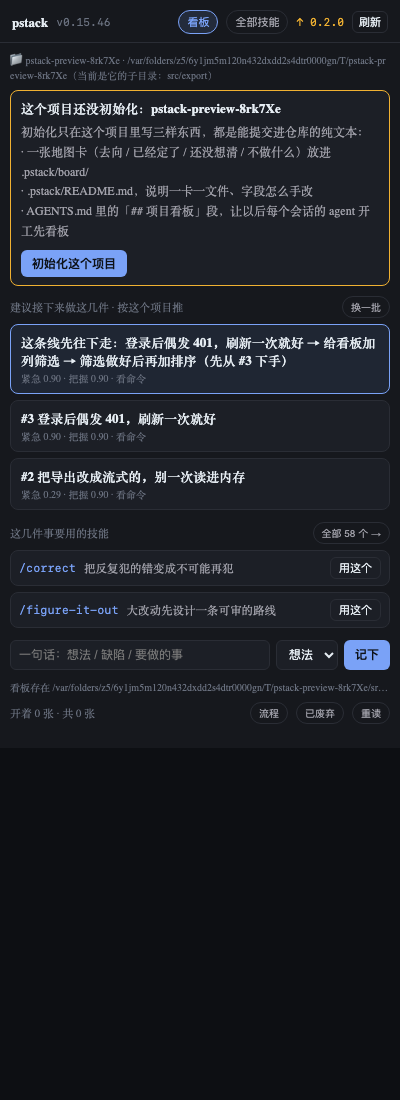 pstack v0.15.46 看板 全部技能 ↑ 0.2.0 刷新
pstack-preview-8rk7Xe · /var/folders/z5/6y1jm5m120n432dxdd2s4dtr0000gn/T/pstack-pr
eview-8rk7Xe（当前是它的子目录：src/export）
这个项目还没初始化：pstack-preview-8rk7Xe
初始化只在这个项目里写三样东西，都是能提交进仓库的纯文本：
· 一张地图卡（去向 / 已经定了 / 还没想清 / 不做什么）放进
.pstack/board/
· .pstack/README.md，说明一卡一文件、字段怎么手改
· AGENTS.md 里的「## 项目看板」段，让以后每个会话的 agent 开
工先看板
初始化这个项目
建议接下来做这几件 · 按这个项目推 换一批
这条线先往下走：登录后偶发 401，刷新一次就好 → 给看板加
列筛选 → 筛选做好后再加排序（先从 #3 下手）
紧急 0.90 · 把握 0.90 · 看命令
#3 登录后偶发 401，刷新一次就好
紧急 0.90 · 把握 0.90 · 看命令
#2 把导出改成流式的，别一次读进内存
紧急 0.29 · 把握 0.90 · 看命令
这几件事要用的技能 全部 58 个 →
/correct 把反复犯的错变成不可能再犯 用这个
/figure-it-out 大改动先设计一条可审的路线 用这个
一句话：想法 / 缺陷 / 要做的事 想法 记下
看板存在 /var/folders/z5/6y1jm5m120n432dxdd2s4dtr0000gn/T/pstack-preview-8rk7Xe/sr…
开着 0 张 · 共 0 张 流程 已废弃 重读